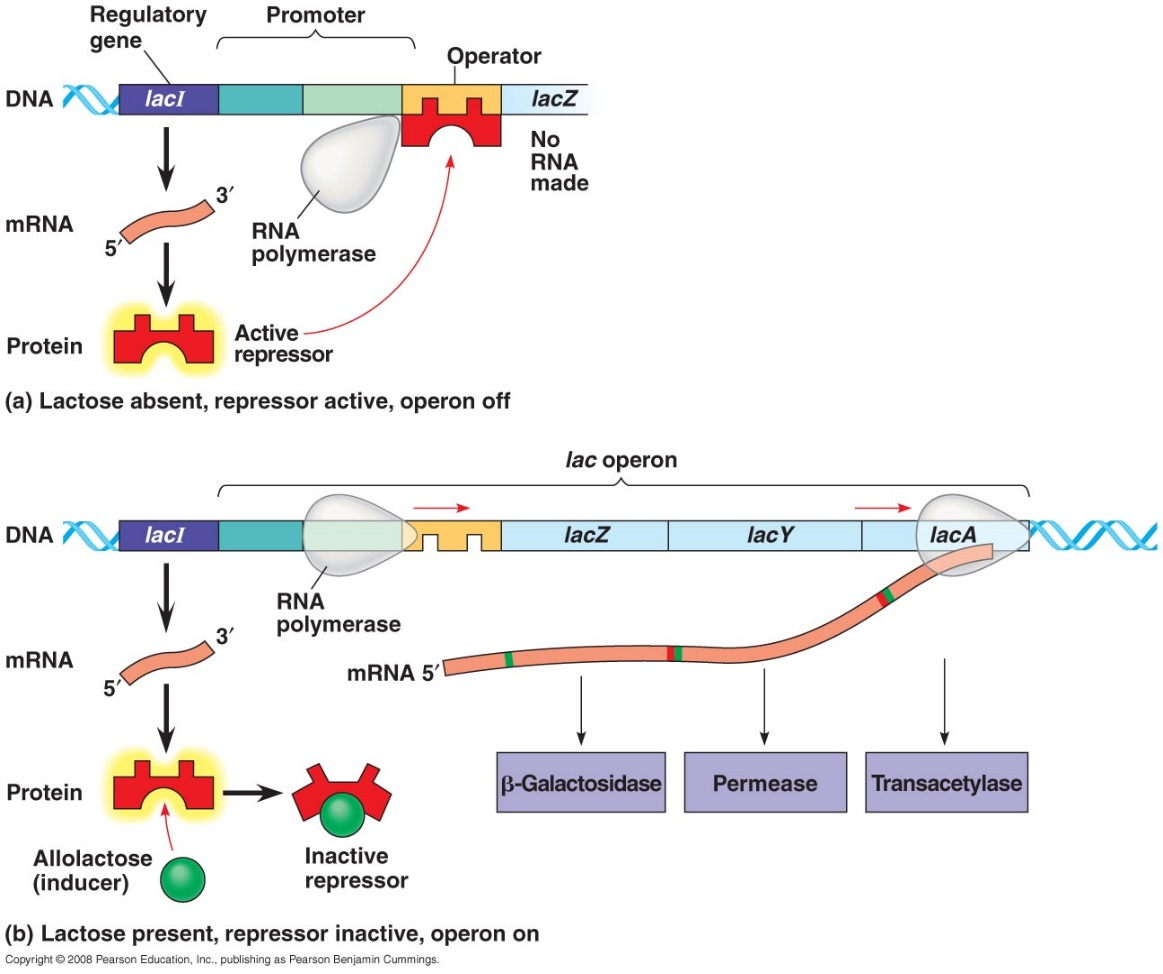 Regulatory
gene
Promoter
Operator
DNA
lacI
lacZ
No
RNA
made
3′
mRNA
5′
RNA
polymerase
Protein
Active
repressor
(a) Lactose absent, repressor active, operon off
lac operon
DNA
lacI
lacZ
lacY
lacA
RNA
polymerase
3′
mRNA
5′
mRNA 5′
Protein
β-Galactosidase
Permease
Transacetylase
Allolactose
(inducer)
Inactive
repressor
(b) Lactose present, repressor inactive, operon on
Copyright © 2008 Pearson Education, Inc., publishing as Pearson Benjamin Cummings.